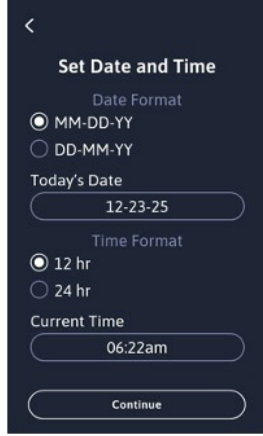 Set Date and Time
Date Format
MM-DD-YY
DD-MM-YY
Today's Date
12-23-25
Time Format
12 hr
24 hr
Current Time
06:22am
Continue